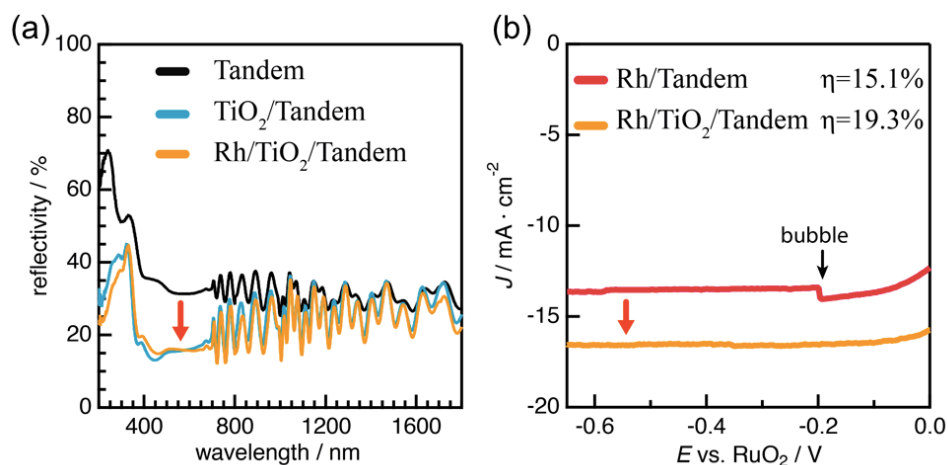 (a)
100
80
60
40
20
0
reflectivity / %
Tandem
TiO₂/Tandem
Rh/TiO₂/Tandem
400 800 1200 1600
wavelength / nm
(b)
0
-5
-10
-15
-20
J / mA · cm⁻²
Rh/Tandem η=15.1%
Rh/TiO₂/Tandem η=19.3%
bubble
-0.6 -0.4 -0.2 0.0
E vs. RuO₂ / V